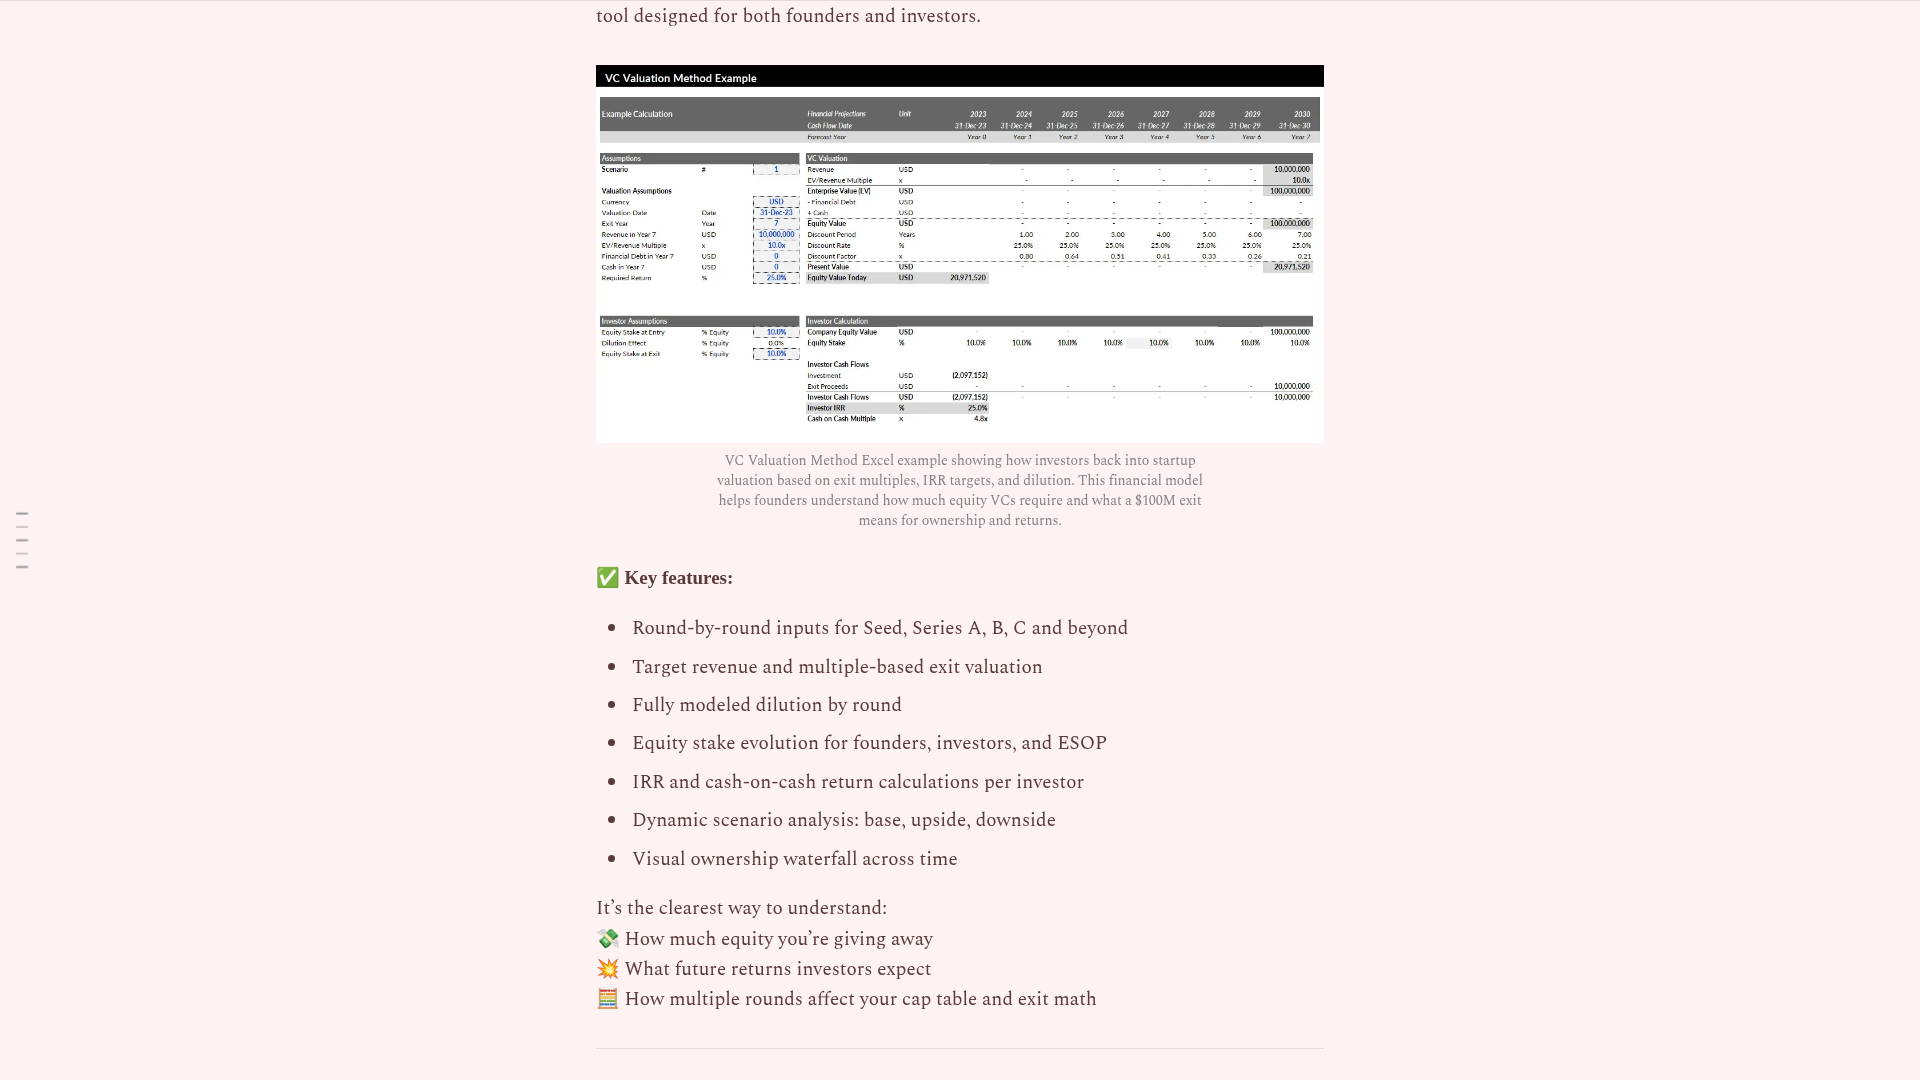 tool designed for both founders and investors.
VC Valuation Method Example
Example Calculation Financial Projections Unit 2023 2024 2025 2026 2027 2028 2029 2030
Cash Flow Date 31-Dec-23 31-Dec-24 31-Dec-25 31-Dec-26 31-Dec-27 31-Dec-28 31-Dec-29 31-Dec-30
Forecast Year Year 0 Year 1 Year 2 Year 3 Year 4 Year 5 Year 6 Year 7
Assumptions VC Valuation
Scenario # 1 Revenue USD - - - - - - 10,000,000
EV/Revenue Multiple x - - - - - - 10.0x
Valuation Assumptions Enterprise Value (EV) USD - - - - - - 100,000,000
Currency USD - Financial Debt USD - - - - - - -
Valuation Date Date 31-Dec-23 + Cash USD - - - - - - -
Exit Year Year 7 Equity Value USD - - - - - - 100,000,000
Revenue in Year 7 USD 10,000,000 Discount Period Years 1.00 2.00 3.00 4.00 5.00 6.00 7.00
EV/Revenue Multiple x 10.0x Discount Rate % 25.0% 25.0% 25.0% 25.0% 25.0% 25.0% 25.0%
Financial Debt in Year 7 USD 0 Discount Factor x 0.80 0.64 0.51 0.41 0.33 0.26 0.21
Cash in Year 7 USD 0 Present Value USD - - - - - - 20,971,520
Required Return % 25.0% Equity Value Today USD 20,971,520
Investor Assumptions Investor Calculation
Equity Stake at Entry % Equity 10.0% Company Equity Value USD - - - - - - - 100,000,000
Dilution Effect % Equity 0.0% Equity Stake % 10.0% 10.0% 10.0% 10.0% 10.0% 10.0% 10.0% 10.0%
Equity Stake at Exit % Equity 10.0%
Investor Cash Flows
Investment USD (2,097,152)
Exit Proceeds USD - - - - - - - 10,000,000
Investor Cash Flows USD (2,097,152) - - - - - - 10,000,000
Investor IRR % 25.0%
Cash on Cash Multiple x 4.8x
VC Valuation Method Excel example showing how investors back into startup
valuation based on exit multiples, IRR targets, and dilution. This financial model
helps founders understand how much equity VCs require and what a $100M exit
means for ownership and returns.
✅ Key features:
• Round-by-round inputs for Seed, Series A, B, C and beyond
• Target revenue and multiple-based exit valuation
• Fully modeled dilution by round
• Equity stake evolution for founders, investors, and ESOP
• IRR and cash-on-cash return calculations per investor
• Dynamic scenario analysis: base, upside, downside
• Visual ownership waterfall across time
It’s the clearest way to understand:
💸 How much equity you’re giving away
💥 What future returns investors expect
🧮 How multiple rounds affect your cap table and exit math